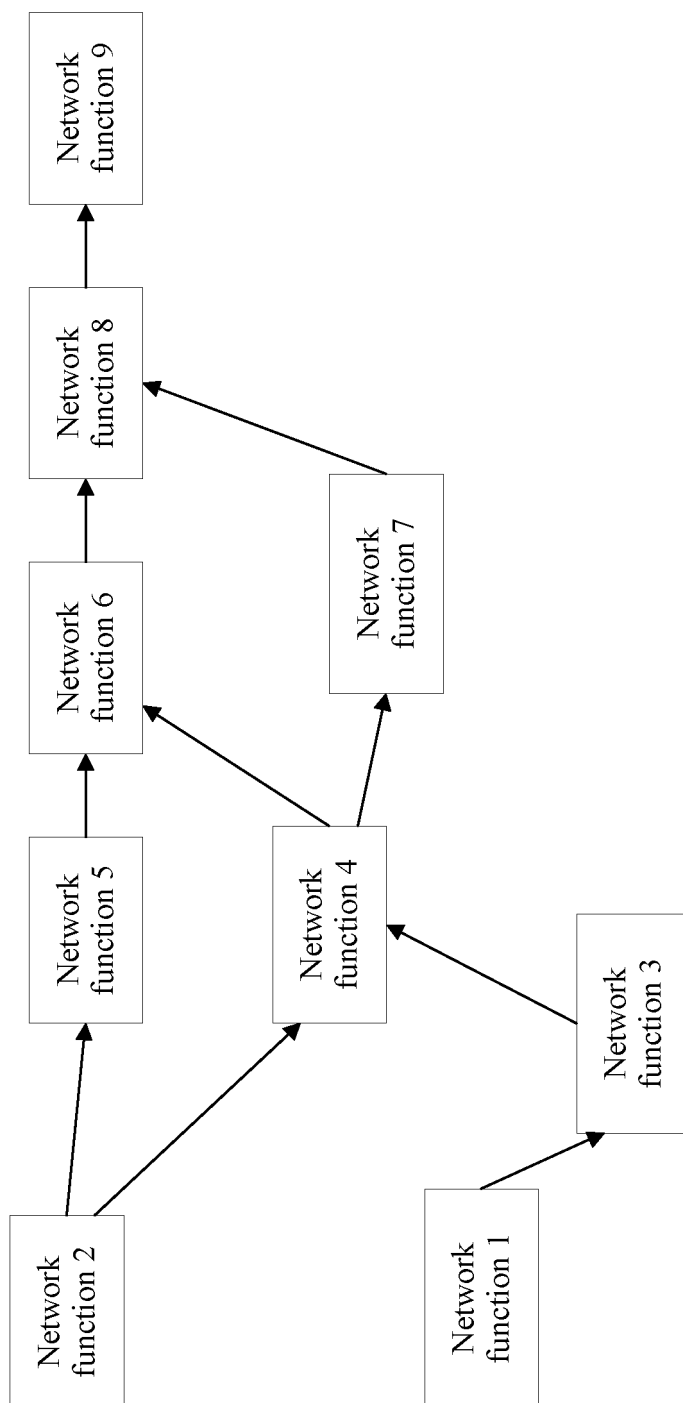 Network
function 9
Network
function 8
Network
function 7
Network
function 6
Network
function 5
Network
function 4
Network
function 3
Network
function 2
Network
function 1